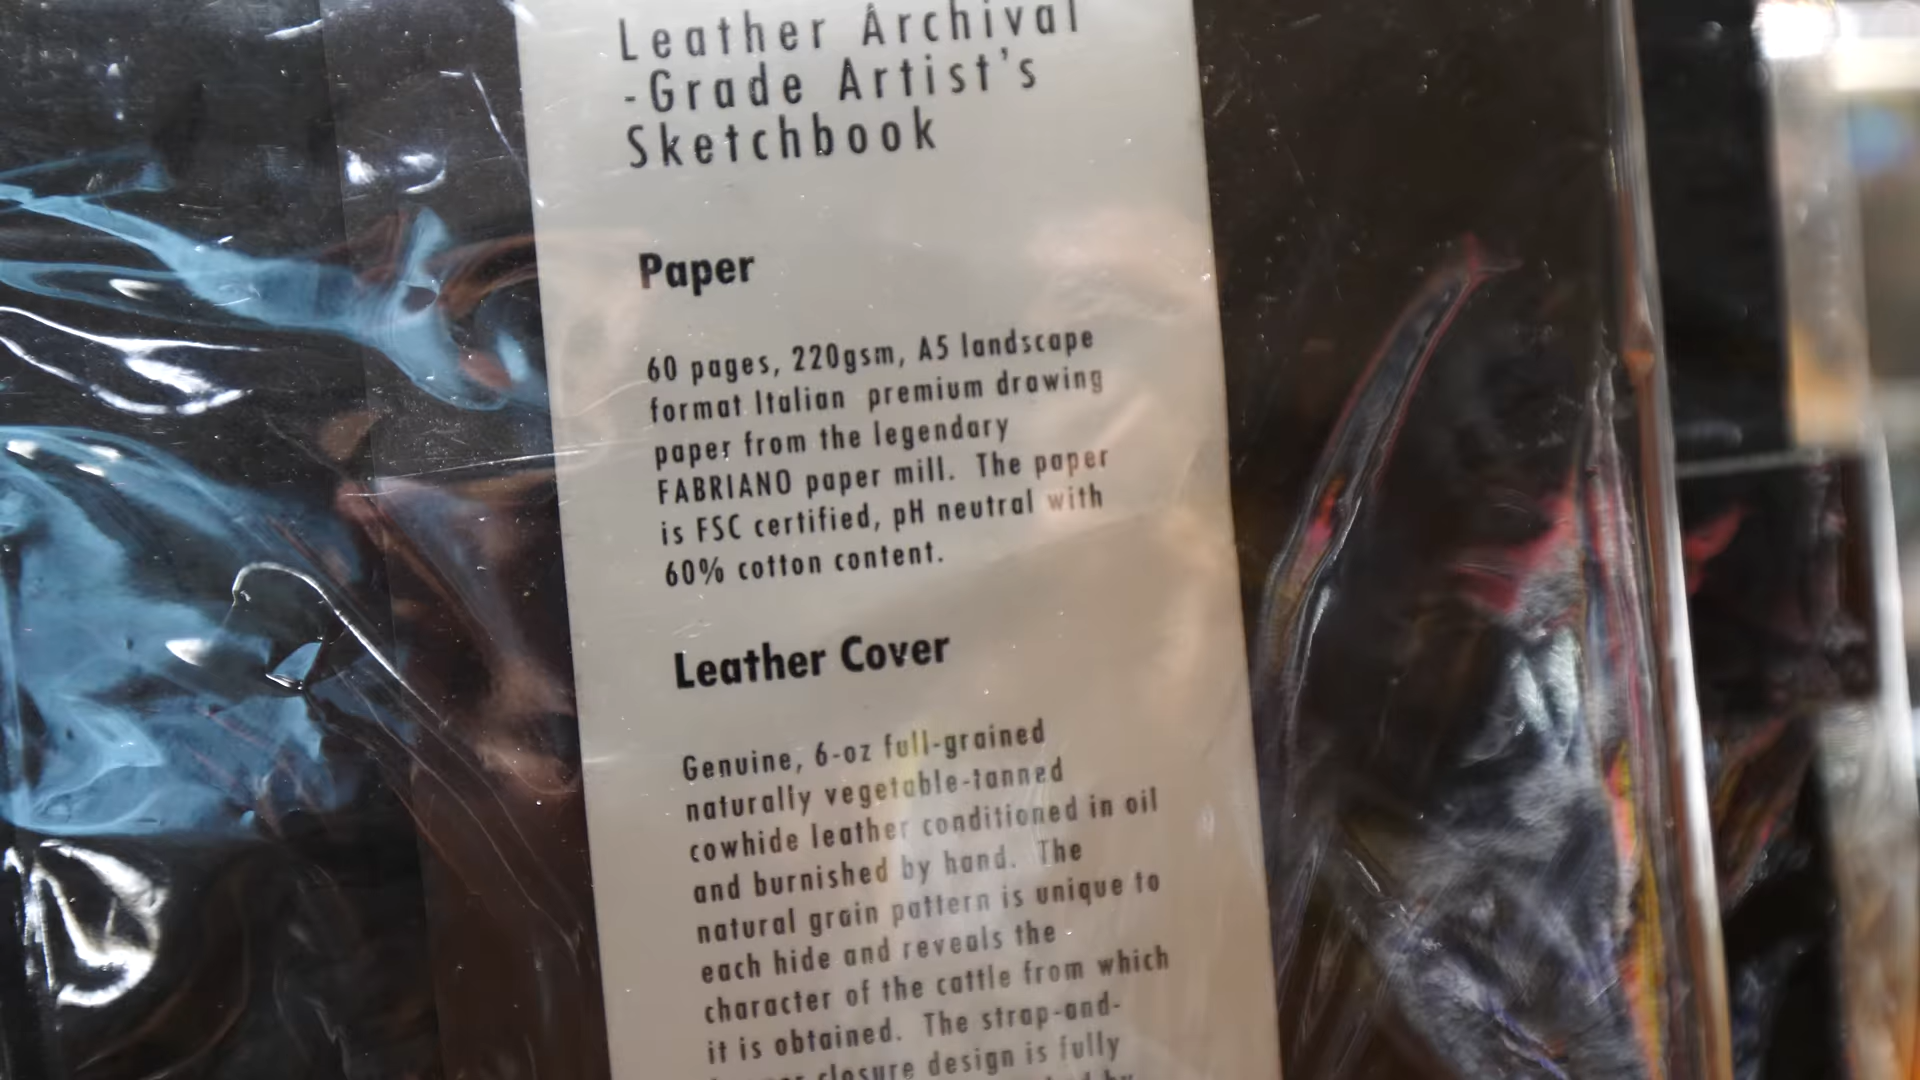 Leather Archival
-Grade Artist's
Sketchbook
Paper
60 pages, 220gsm, A5 landscape
format Italian premium drawing
paper from the legendary
FABRIANO paper mill. The paper
is FSC certified, pH neutral with
60% cotton content.
Leather Cover
Genuine, 6-oz full-grained
naturally vegetable-tanned
cowhide leather conditioned in oil
and burnished by hand. The
natural grain pattern is unique to
each hide and reveals the
character of the cattle from which
it is obtained. The strap-and-
closure design is fully
by